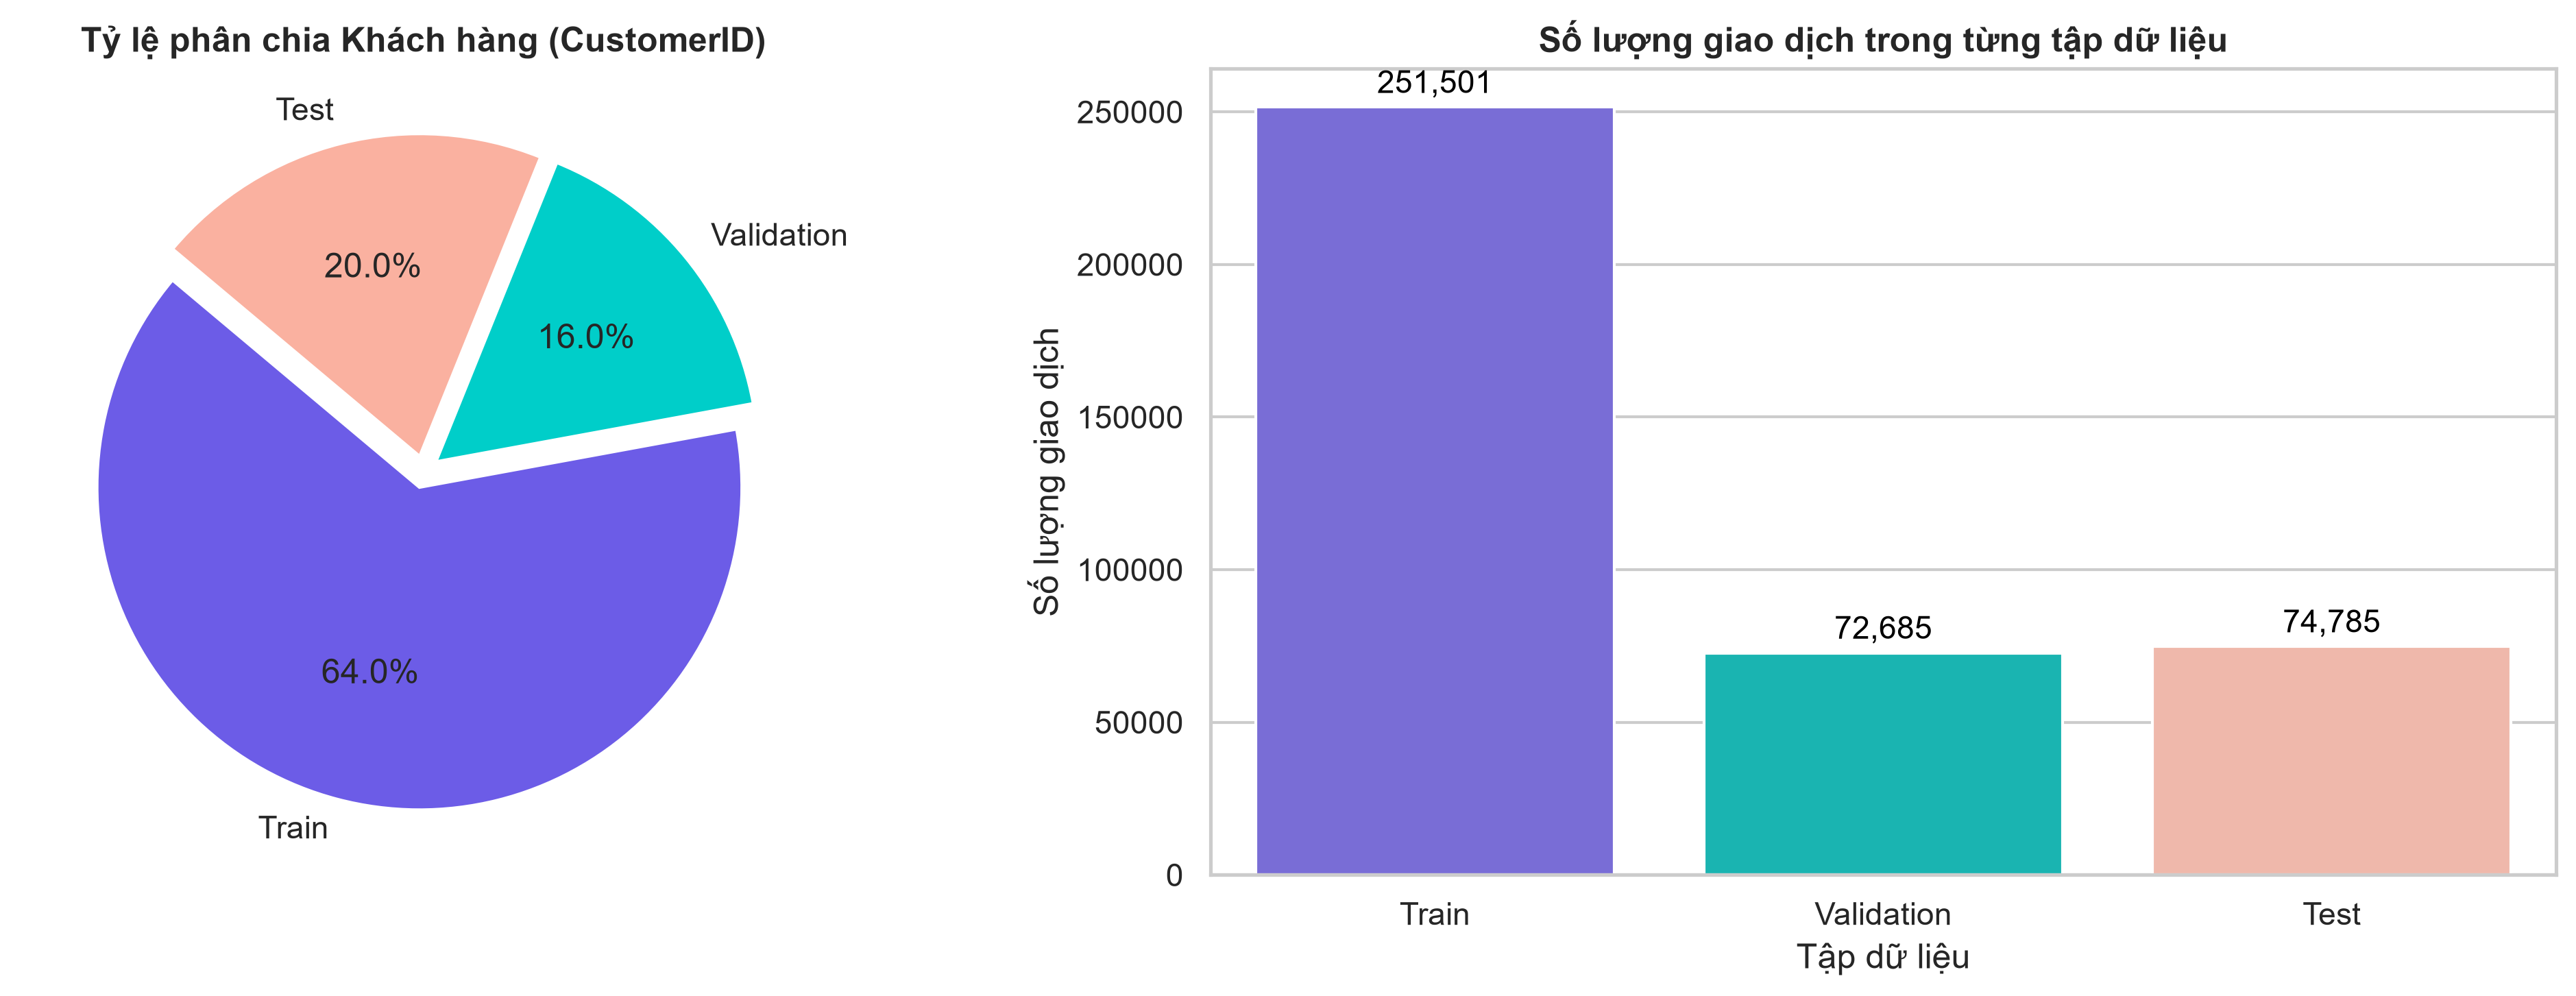 Tỷ lệ phân chia Khách hàng (CustomerID)
Test
Validation
20.0%
16.0%
64.0%
Train
Số lượng giao dịch trong từng tập dữ liệu
251,501
250000
200000
150000
100000
50000
0
Số lượng giao dịch
72,685
74,785
Train
Validation
Test
Tập dữ liệu